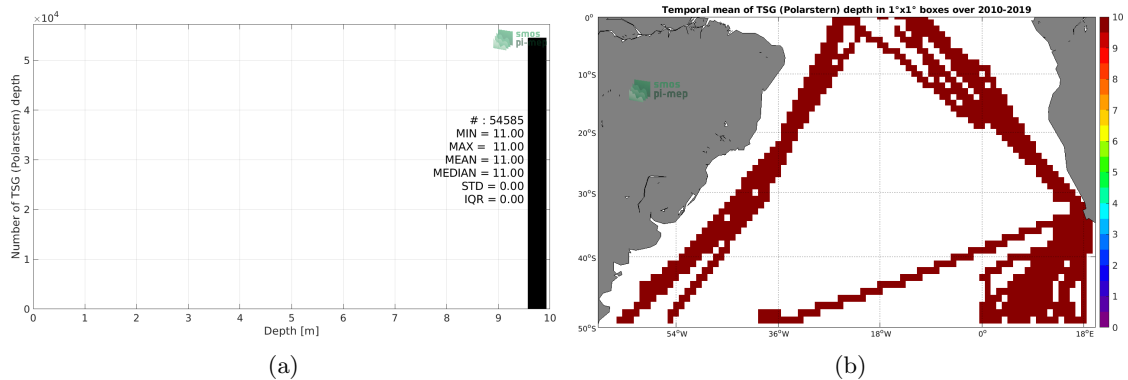 ×10⁴
5
4
3
2
1
0
Number of TSG (Polarstern) depth
smos
pi-mep
# : 54585
MIN = 11.00
MAX = 11.00
MEAN = 11.00
MEDIAN = 11.00
STD = 0.00
IQR = 0.00
0 1 2 3 4 5 6 7 8 9 10
Depth [m]
(a)
Temporal mean of TSG (Polarstern) depth in 1°x1° boxes over 2010-2019
smos
pi-mep
0°
10°S
20°S
30°S
40°S
50°S
54°W 36°W 18°W 0° 18°E
10
9
8
7
6
5
4
3
2
1
0
(b)